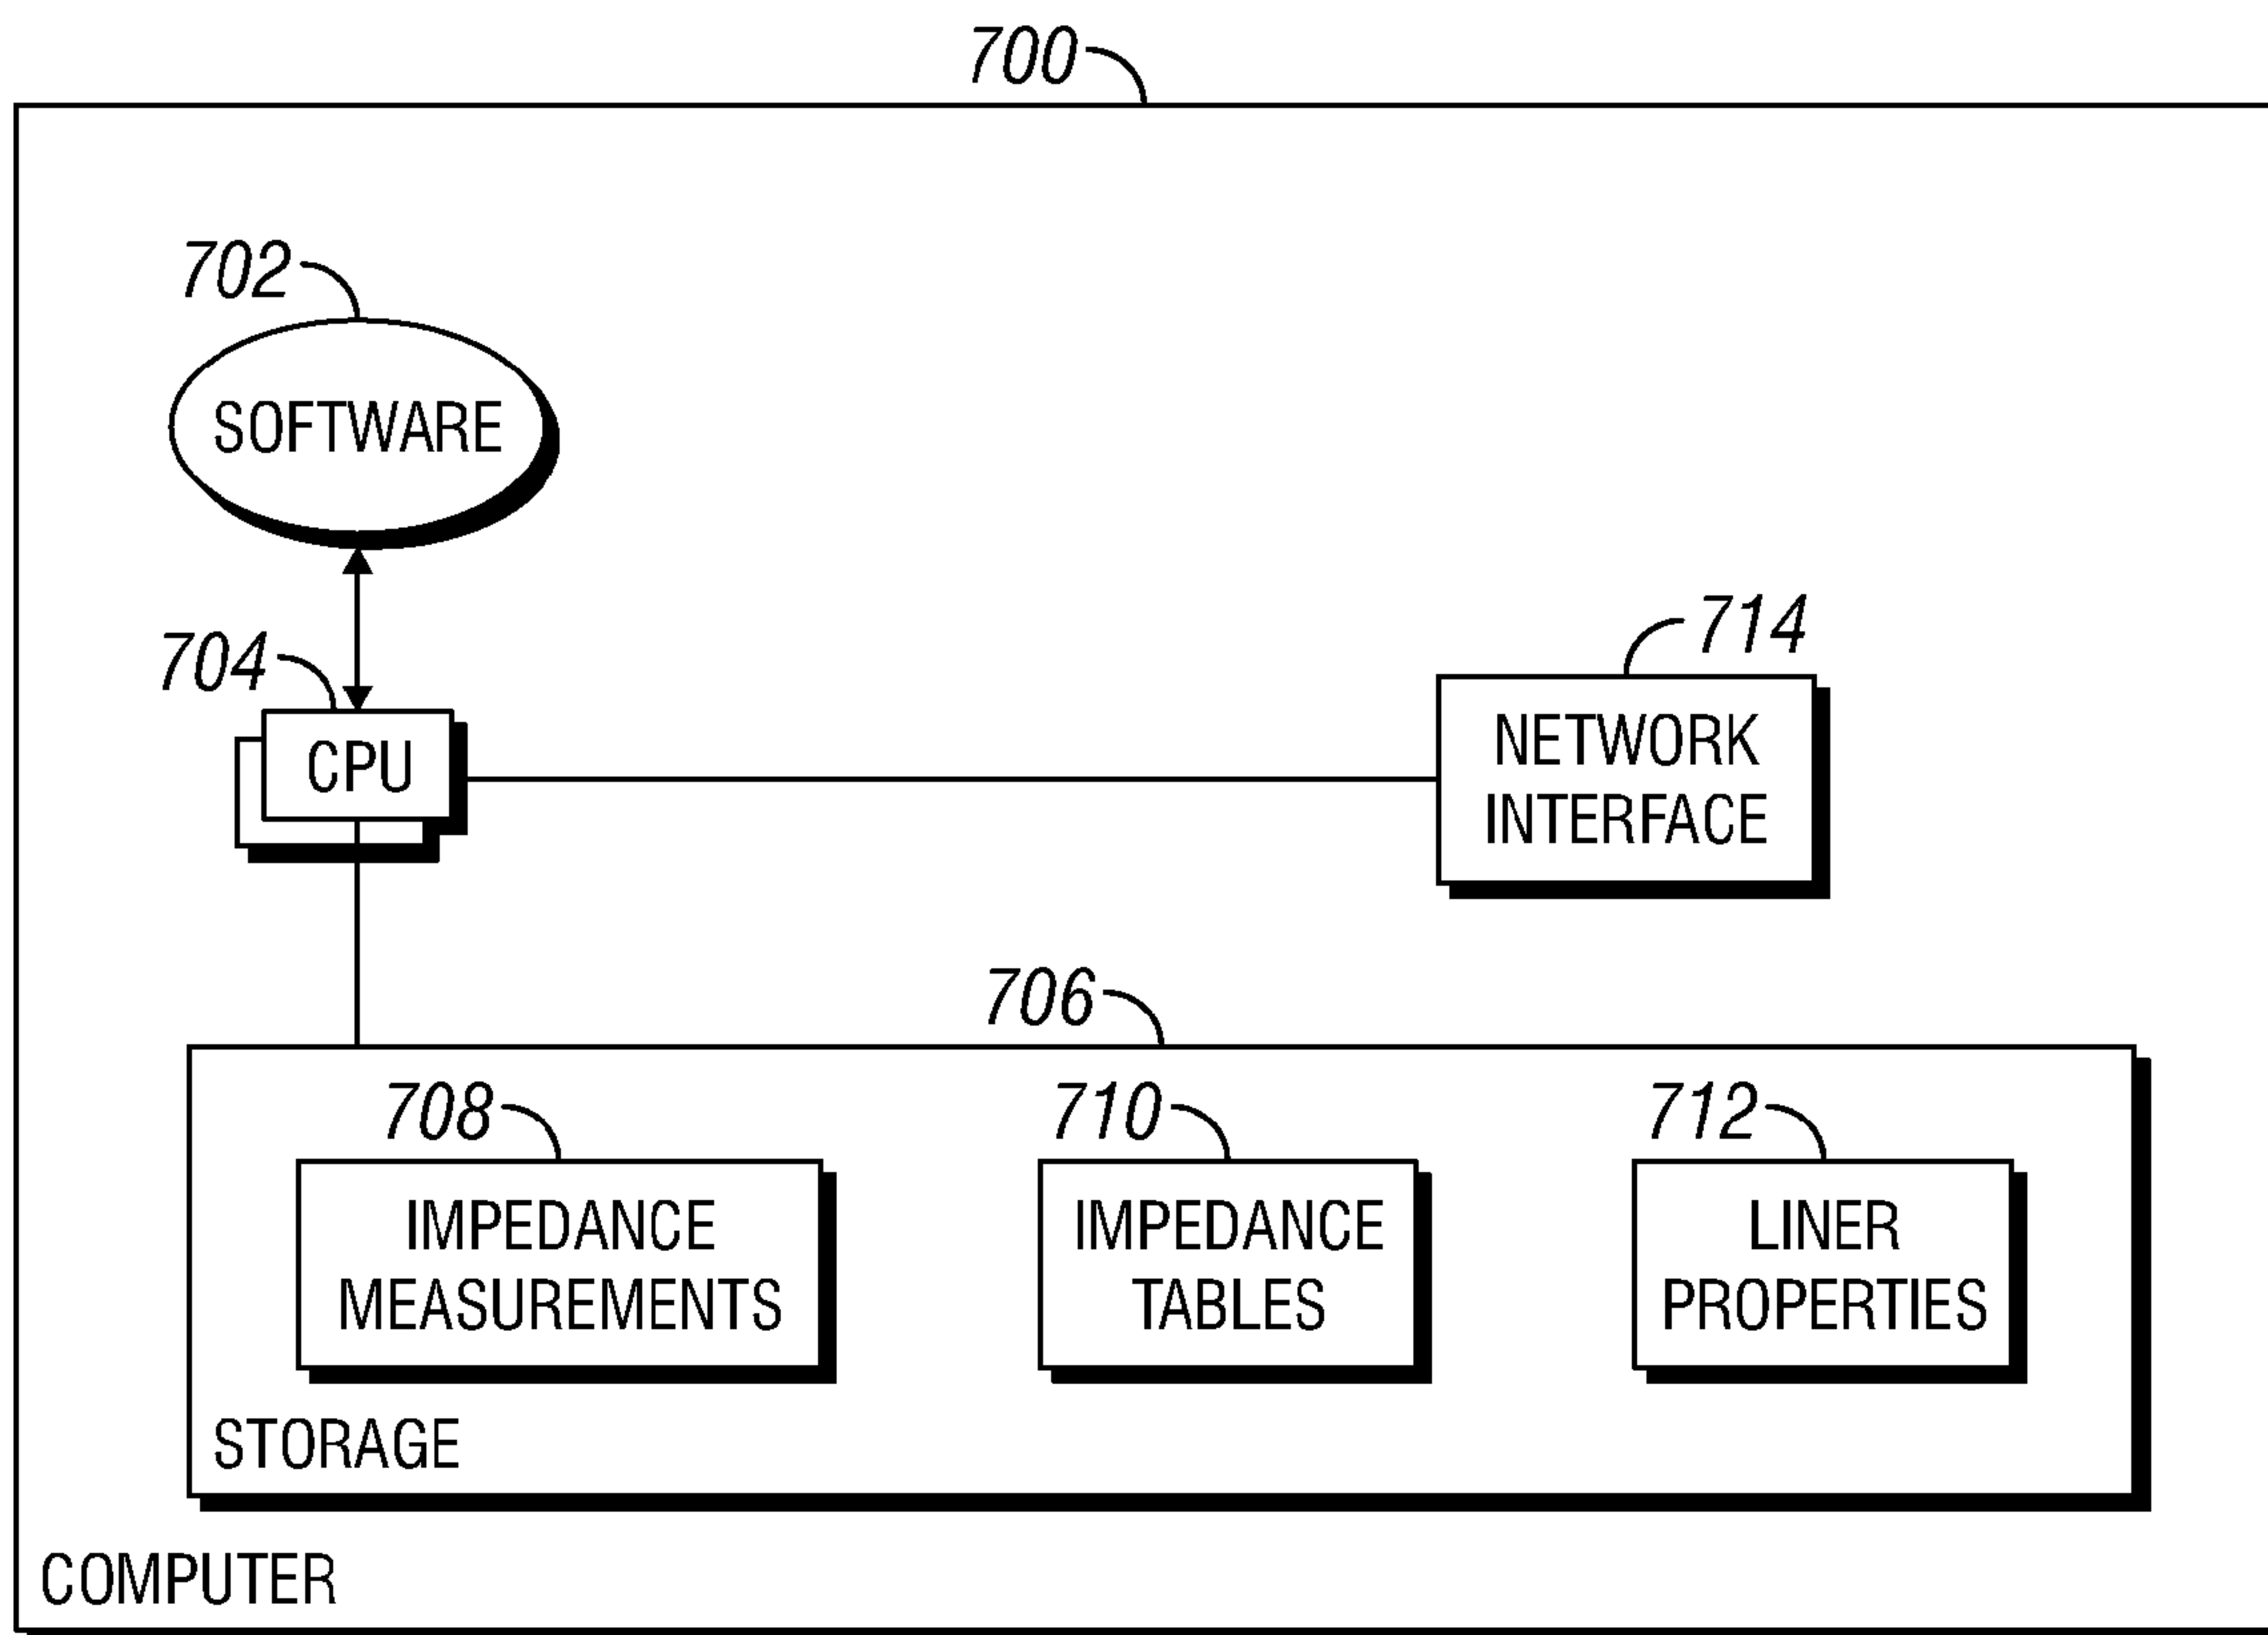 700
702
SOFTWARE
704
CPU
714
NETWORK
INTERFACE
706
708
IMPEDANCE
MEASUREMENTS
710
IMPEDANCE
TABLES
712
LINER
PROPERTIES
STORAGE
COMPUTER